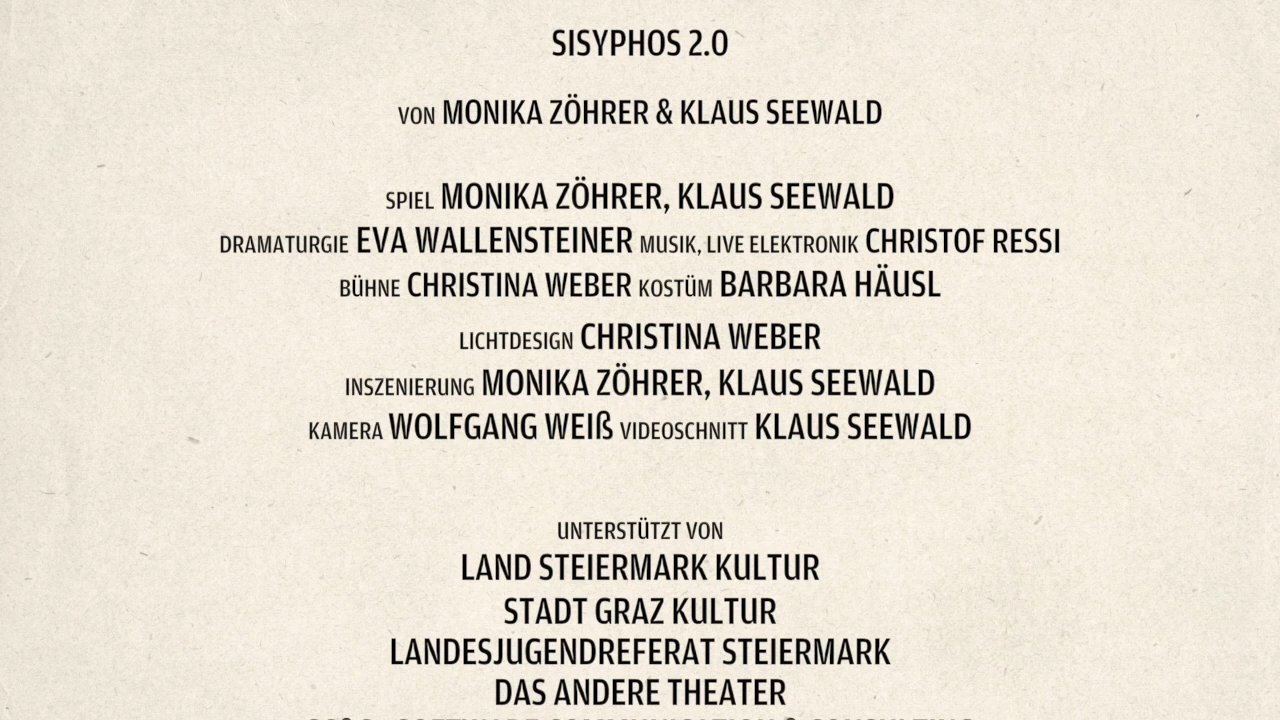 SISYPHOS 2.0
VON MONIKA ZÖHRER & KLAUS SEEWALD
SPIEL MONIKA ZÖHRER, KLAUS SEEWALD
DRAMATURGIE EVA WALLENSTEINER MUSIK, LIVE ELEKTRONIK CHRISTOF RESSI
BÜHNE CHRISTINA WEBER KOSTÜM BARBARA HÄUSL
LICHTDESIGN CHRISTINA WEBER
INSZENIERUNG MONIKA ZÖHRER, KLAUS SEEWALD
KAMERA WOLFGANG WEIß VIDEOSCHNITT KLAUS SEEWALD
UNTERSTÜTZT VON
LAND STEIERMARK KULTUR
STADT GRAZ KULTUR
LANDESJUGENDREFERAT STEIERMARK
DAS ANDERE THEATER